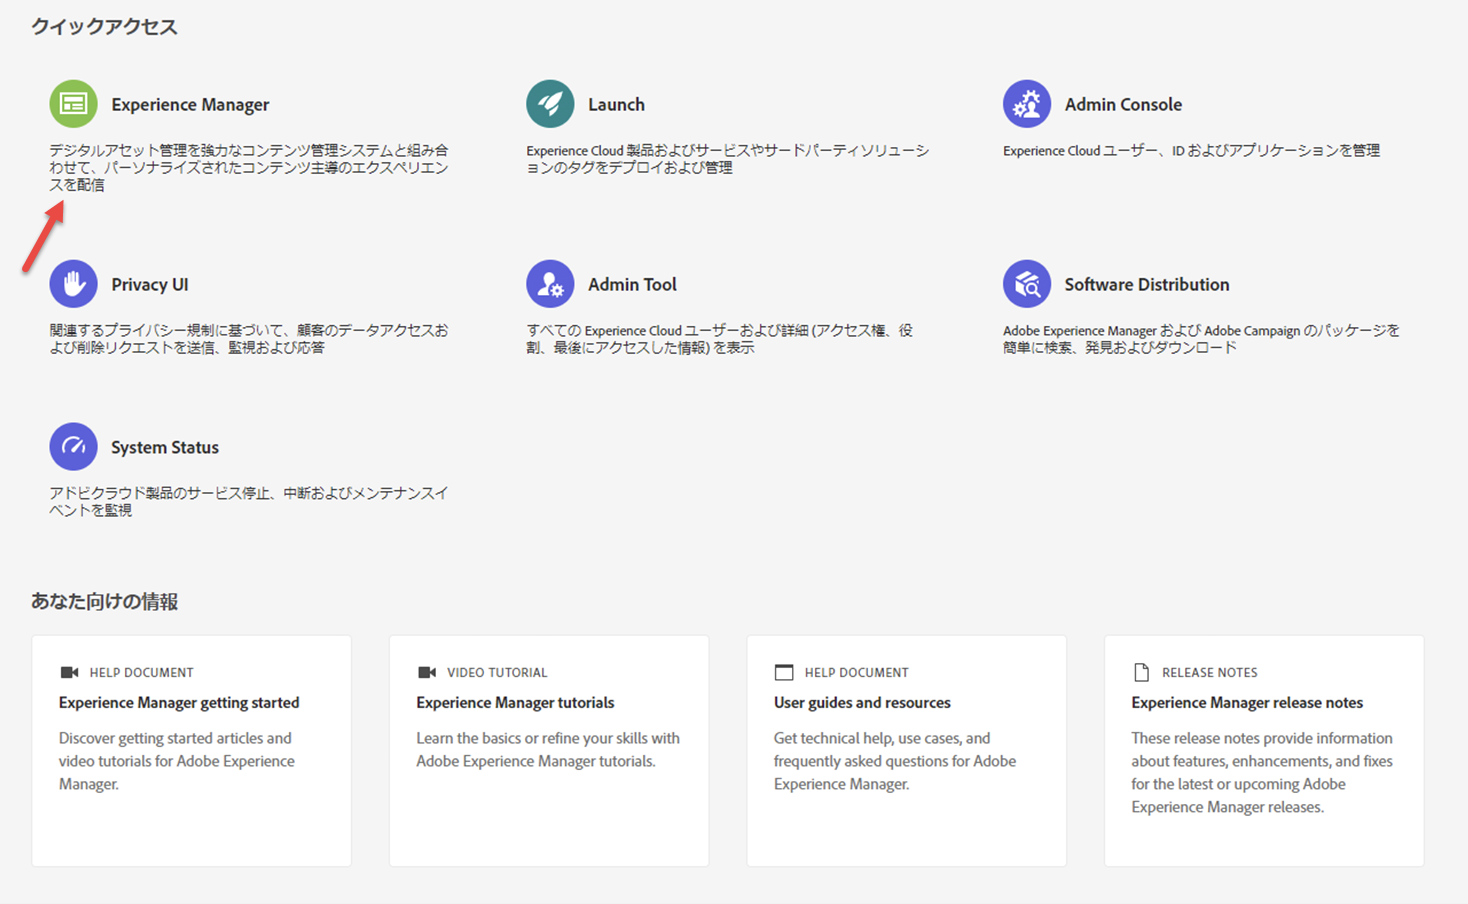 クイックアクセス
Experience Manager
デジタルアセット管理を強力なコンテンツ管理システムと組み合
わせて、パーソナライズされたコンテンツ主導のエクスペリエン
スを配信
Launch
Experience Cloud 製品およびサービスやサードパーティソリューシ
ョンのタグをデプロイおよび管理
Admin Console
Experience Cloud ユーザー、ID およびアプリケーションを管理
Privacy UI
関連するプライバシー規制に基づいて、顧客のデータアクセスお
よび削除リクエストを送信、監視および応答
Admin Tool
すべての Experience Cloud ユーザーおよび詳細 (アクセス権、役
割、最後にアクセスした情報) を表示
Software Distribution
Adobe Experience Manager および Adobe Campaign のパッケージを
簡単に検索、発見およびダウンロード
System Status
アドビクラウド製品のサービス停止、中断およびメンテナンスイ
ベントを監視
あなた向けの情報
HELP DOCUMENT
Experience Manager getting started
Discover getting started articles and
video tutorials for Adobe Experience
Manager.
VIDEO TUTORIAL
Experience Manager tutorials
Learn the basics or refine your skills with
Adobe Experience Manager tutorials.
HELP DOCUMENT
User guides and resources
Get technical help, use cases, and
frequently asked questions for Adobe
Experience Manager.
RELEASE NOTES
Experience Manager release notes
These release notes provide information
about features, enhancements, and fixes
for the latest or upcoming Adobe
Experience Manager releases.